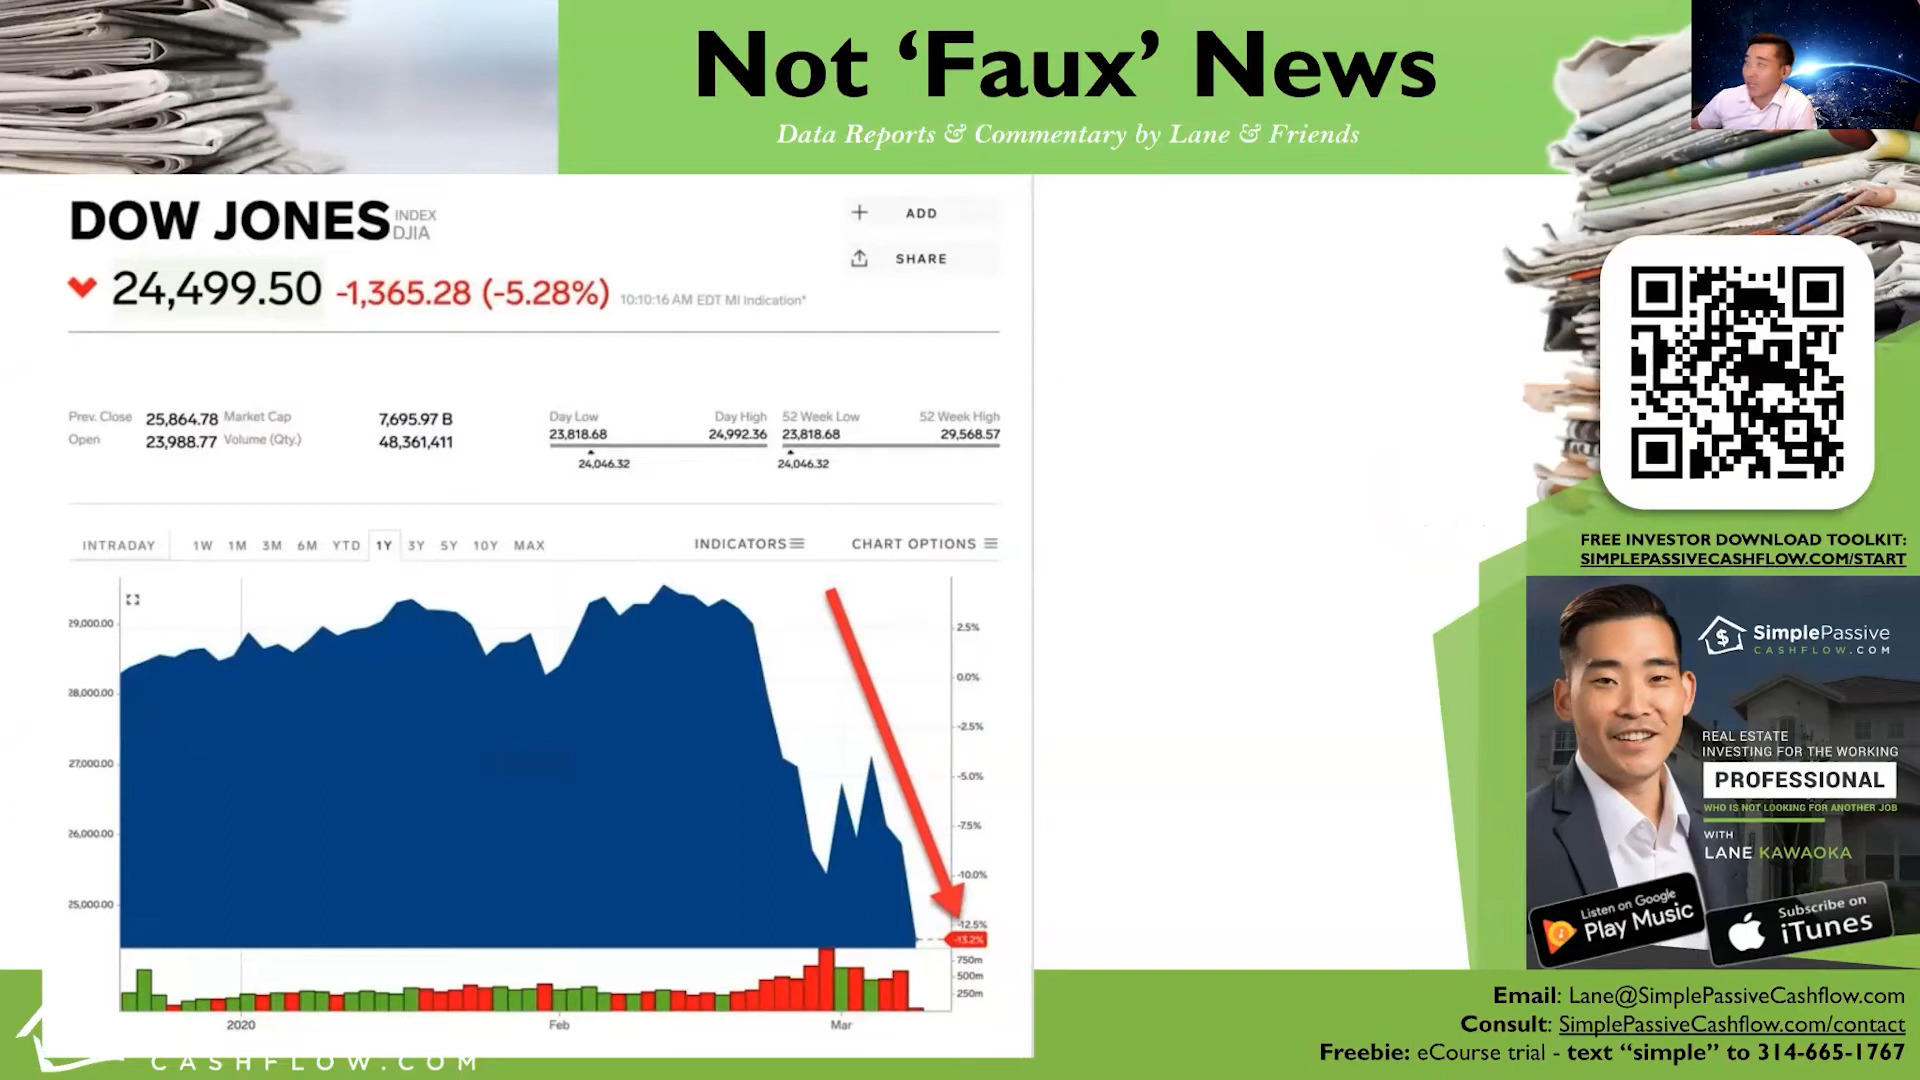 Not ‘Faux’ News
Data Reports & Commentary by Lane & Friends
DOW JONES INDEX DJIA
24,499.50 -1,365.28 (-5.28%) 10:10:16 AM EDT MI Indication*
ADD
SHARE
Prev. Close 25,864.78 Market Cap 7,695.97 B
Open 23,988.77 Volume (Qty.) 48,361,411
Day Low Day High 52 Week Low 52 Week High
23,818.68 24,992.36 23,818.68 29,568.57
24,046.32 24,046.32
INTRADAY 1W 1M 3M 6M YTD 1Y 3Y 5Y 10Y MAX INDICATORS CHART OPTIONS
29,000.00
28,000.00
27,000.00
26,000.00
25,000.00
2.5%
0.0%
-2.5%
-5.0%
-7.5%
-10.0%
-12.5%
-13.2%
750m
500m
250m
2020 Feb Mar
CASHFLOW.COM
FREE INVESTOR DOWNLOAD TOOLKIT:
SIMPLEPASSIVECASHFLOW.COM/START
SimplePassive
CASHFLOW.COM
REAL ESTATE
INVESTING FOR THE WORKING
PROFESSIONAL
WHO IS NOT LOOKING FOR ANOTHER JOB
WITH
LANE KAWAOKA
Listen on Google
Play Music
Subscribe on
iTunes
Email: Lane@SimplePassiveCashflow.com
Consult: SimplePassiveCashflow.com/contact
Freebie: eCourse trial - text “simple” to 314-665-1767